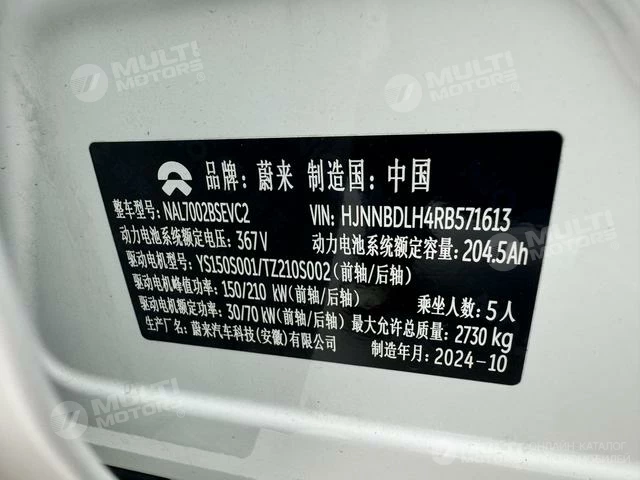 MULTI MOTORS
MULTI MOTORS
品牌: 蔚来 制造国: 中国
整车型号: NAL7002BSEVC2 VIN: HJNNBDLH4RB571613
动力电池系统额定电压: 367V 动力电池系统额定容量: 204.5Ah
驱动电机型号: YS150S001/TZ210S002(前轴/后轴)
驱动电机峰值功率: 150/210 kW(前轴/后轴) 乘坐人数: 5人
驱动电机额定功率: 30/70 kW(前轴/后轴) 最大允许总质量: 2730 kg
生产厂名: 蔚来汽车科技(安徽)有限公司 制造年月: 2024-10
MULTI MOTORS
ОНЛАЙН КАТАЛОГ